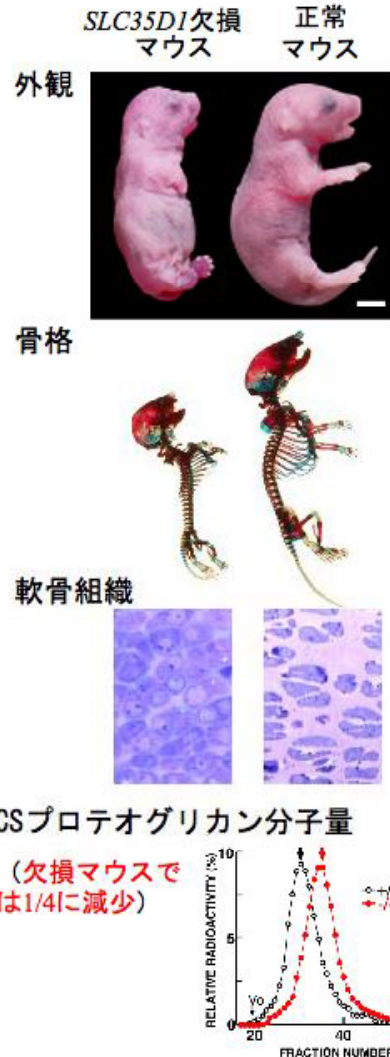 SLC35D1欠損 正常
マウス マウス
外観
骨格
軟骨組織
CSプロテオグリカン分子量
（欠損マウスで
は1/4に減少）
RELATIVE RADIOACTIVITY (%)
10
5
0
Vo
20 40
FRACTION NUMBER